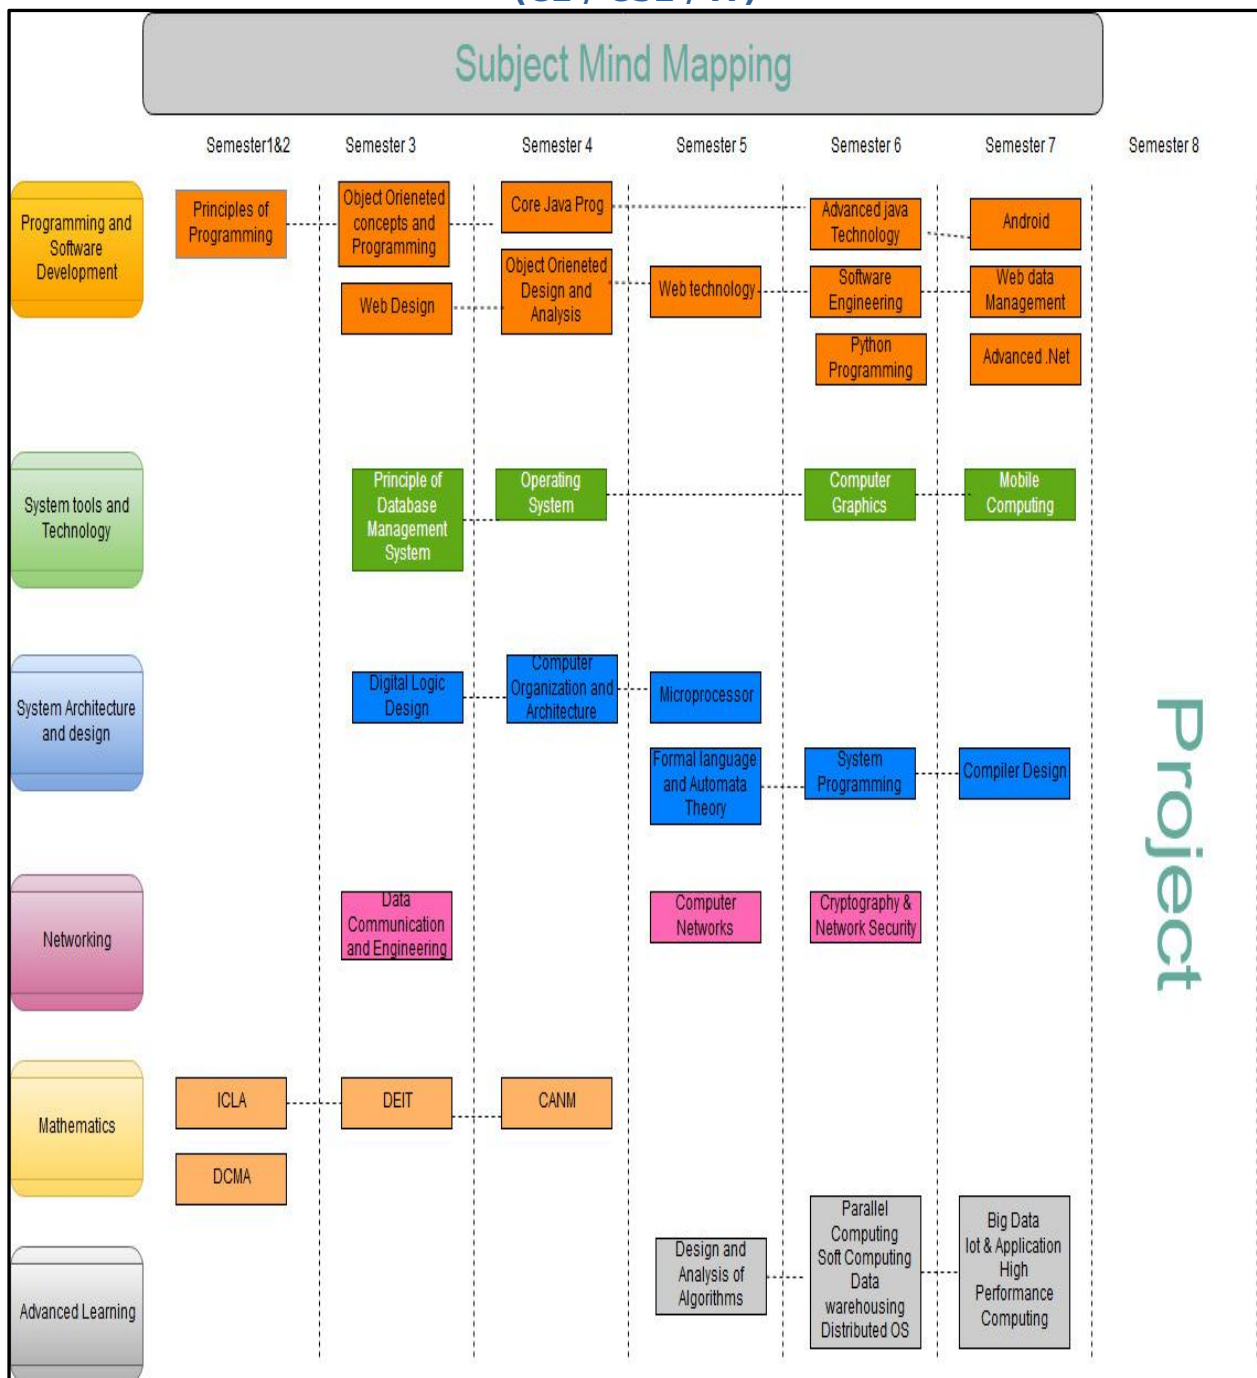 Subject Mind Mapping
Semester1&2
Semester 3
Semester 4
Semester 5
Semester 6
Semester 7
Semester 8
Programming and
Software
Development
Principles of
Programming
Object Orieneted
concepts and
Programming
Web Design
Core Java Prog
Object Orieneted
Design and
Analysis
Web technology
Advanced java
Technology
Software
Engineering
Python
Programming
Android
Web data
Management
Advanced .Net
System tools and
Technology
Principle of
Database
Management
System
Operating
System
Computer
Graphics
Mobile
Computing
System Architecture
and design
Digital Logic
Design
Computer
Organization and
Architecture
Microprocessor
Formal language
and Automata
Theory
System
Programming
Compiler Design
Project
Networking
Data
Communication
and Engineering
Computer
Networks
Cryptography &
Network Security
Mathematics
ICLA
DEIT
CANM
DCMA
Advanced Learning
Design and
Analysis of
Algorithms
Parallel
Computing
Soft Computing
Data
warehousing
Distributed OS
Big Data
Iot & Application
High
Performance
Computing